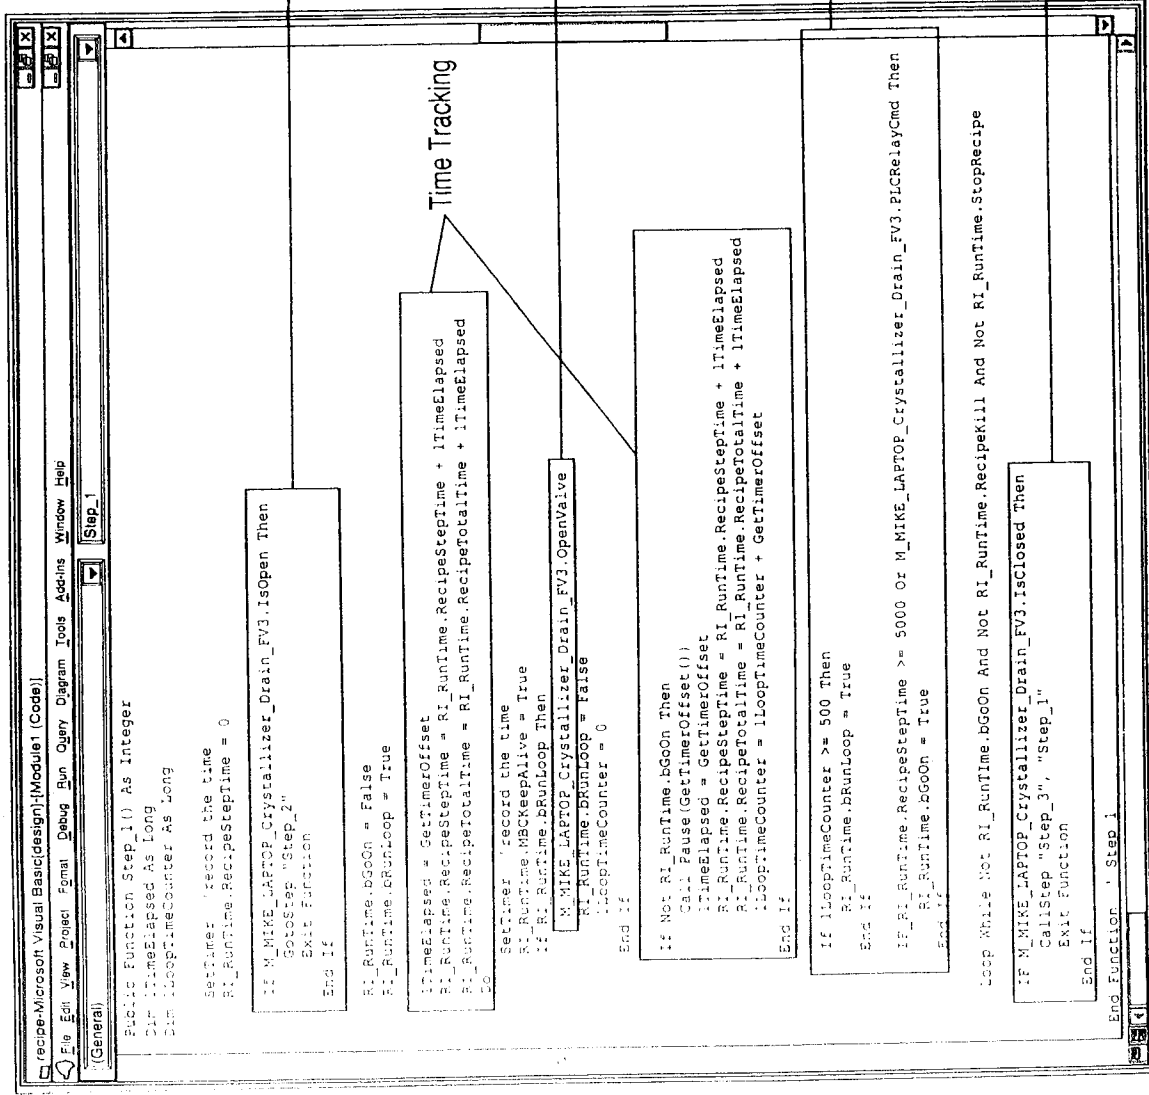 recipe-Microsoft Visual Basic[design]-[Module1 (Code)]
File Edit View Project Fomat Debug Run Query Diagram Tools Add-Ins Window Help
(General)
Step_1
Public Function Step_1() As Integer
Dim lTimeElapsed As Long
Dim lLoopTimeCounter As Long
SetTimer 'record the time
RI_RunTime.RecipeStepTime = 0
If M_MIKE_LAPTOP_Crystallizer_Drain_FV3.IsOpen Then
GotoStep "Step_2"
Exit Function
End If
RI_RunTime.bGoOn = False
RI_RunTime.bRunLoop = True
lTimeElapsed = GetTimerOffset
RI_RunTime.RecipeStepTime = RI_RunTime.RecipeStepTime + lTimeElapsed
RI_RunTime.RecipeTotalTime = RI_RunTime.RecipeTotalTime + lTimeElapsed
Do
Time Tracking
SetTimer 'record the time
RI_RunTime.MBCKeepAlive = True
If RI_RunTime.bRunLoop Then
M_MIKE_LAPTOP_Crystallizer_Drain_FV3.OpenValve
RI_RunTime.bRunLoop = False
lLoopTimeCounter = 0
End If
If Not RI_RunTime.bGoOn Then
Call Pause(GetTimerOffset())
lTimeElapsed = GetTimerOffset
RI_RunTime.RecipeStepTime = RI_RunTime.RecipeStepTime + lTimeElapsed
RI_RunTime.RecipeTotalTime = RI_RunTime.RecipeTotalTime + lTimeElapsed
lLoopTimeCounter = lLoopTimeCounter + GetTimerOffset
End If
If lLoopTimeCounter >= 500 Then
RI_RunTime.bRunLoop = True
End If
If RI_RunTime.RecipeStepTime >= 5000 Or M_MIKE_LAPTOP_Crystallizer_Drain_FV3.PLCRelayCmd Then
RI_RunTime.bGoOn = True
End If
Loop While Not RI_RunTIme.bGoOn And Not RI_RunTime.RecipeKill And Not RI_RunTime.StopRecipe
If M_MIKE_LAPTOP_Crystallizer_Drain_FV3.IsClosed Then
CallStep "Step_3", "Step_1"
Exit Function
End If
End Function ' Step 1